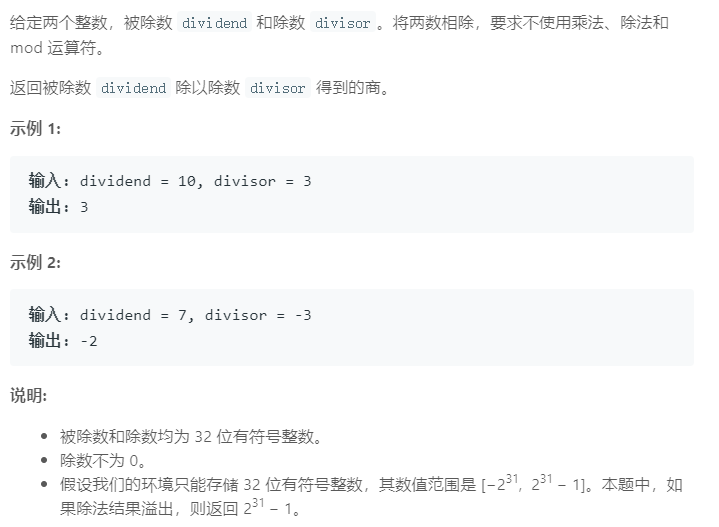 给定两个整数，被除数 dividend 和除数 divisor。将两数相除，要求不使用乘法、除法和
mod 运算符。
返回被除数 dividend 除以除数 divisor 得到的商。
示例 1:
输入: dividend = 10, divisor = 3
输出: 3
示例 2:
输入: dividend = 7, divisor = -3
输出: -2
说明:
• 被除数和除数均为 32 位有符号整数。
• 除数不为 0。
• 假设我们的环境只能存储 32 位有符号整数，其数值范围是 [−2³¹, 2³¹ − 1]。本题中，如
果除法结果溢出，则返回 2³¹ − 1。